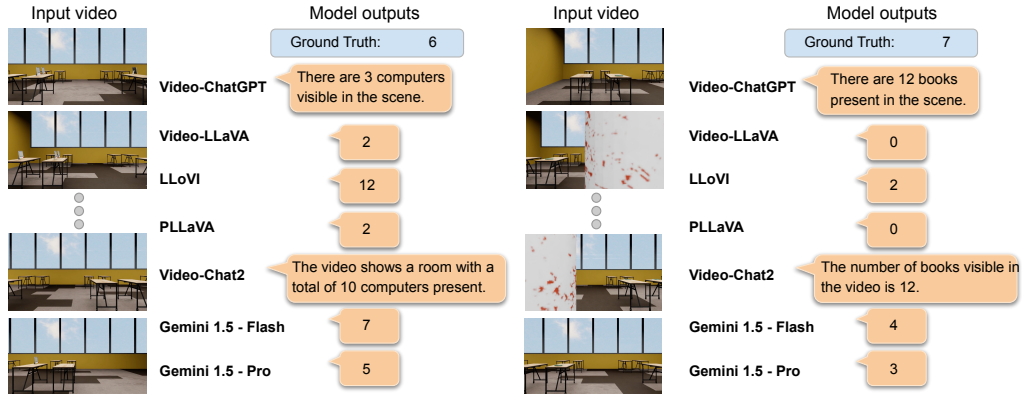 Input video
Model outputs
Ground Truth: 6
Video-ChatGPT
There are 3 computers
visible in the scene.
Video-LLaVA
2
LLoVI
12
PLLaVA
2
Video-Chat2
The video shows a room with a
total of 10 computers present.
Gemini 1.5 - Flash
7
Gemini 1.5 - Pro
5
Input video
Model outputs
Ground Truth: 7
Video-ChatGPT
There are 12 books
present in the scene.
Video-LLaVA
0
LLoVI
2
PLLaVA
0
Video-Chat2
The number of books visible in
the video is 12.
Gemini 1.5 - Flash
4
Gemini 1.5 - Pro
3